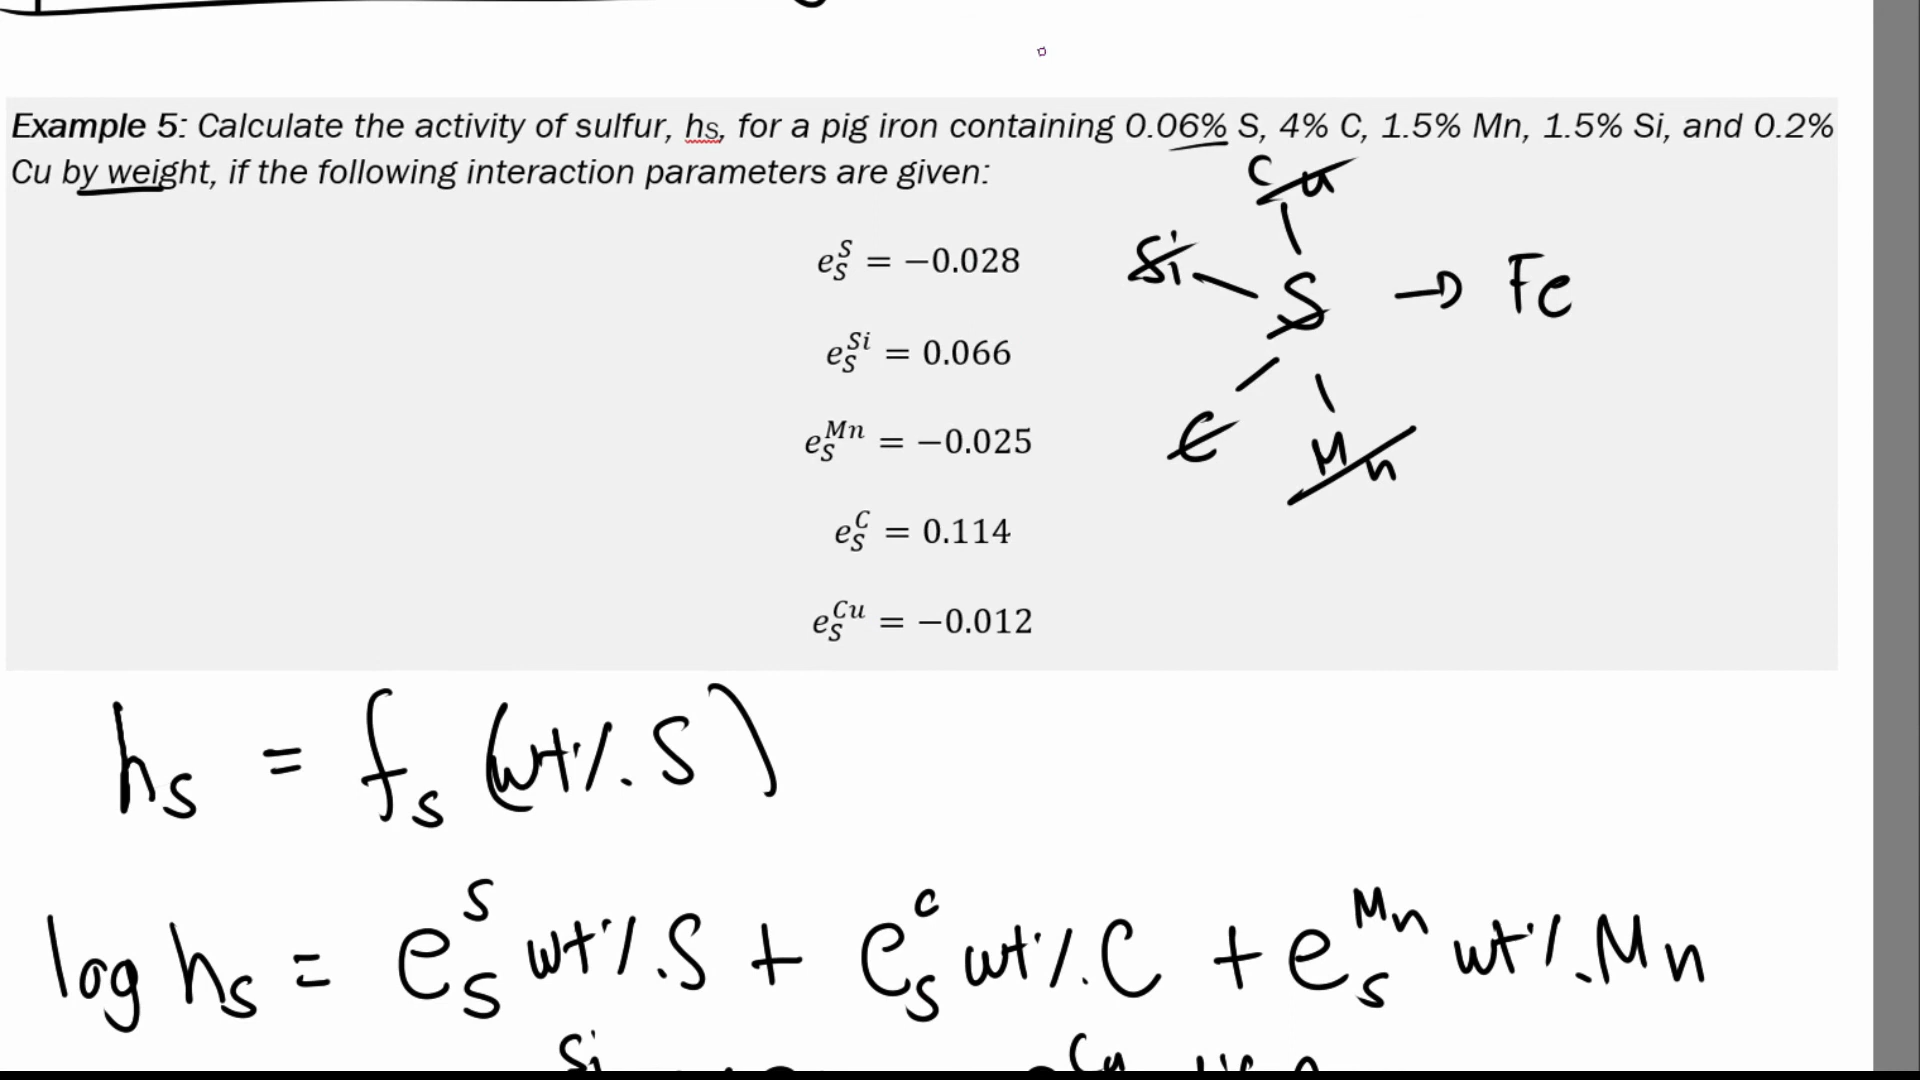 Example 5: Calculate the activity of sulfur, hS, for a pig iron containing 0.06% S, 4% C, 1.5% Mn, 1.5% Si, and 0.2%
Cu by weight, if the following interaction parameters are given:
e_S^S = −0.028
e_S^Si = 0.066
e_S^Mn = −0.025
e_S^C = 0.114
e_S^Cu = −0.012
Cu
Si S → Fe
C Mn
h_s = f_s (wt%. S)
log h_s = e_s^S wt%. S + e_s^C wt%. C + e_s^Mn wt%. Mn
Si Cu